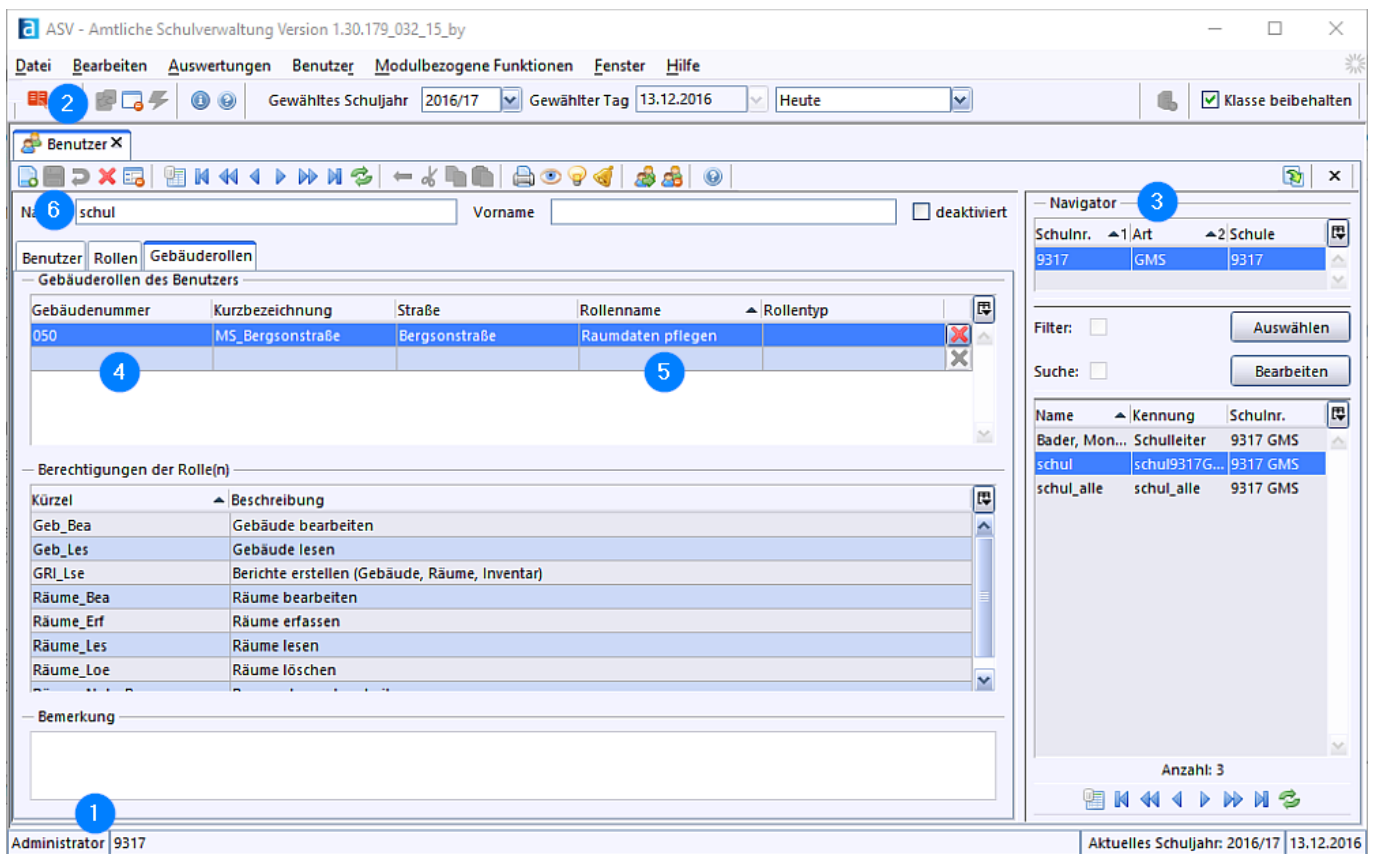 ASV - Amtliche Schulverwaltung Version 1.30.179_032_15_by
Datei Bearbeiten Auswertungen Benutzer Modulbezogene Funktionen Fenster Hilfe
2 Gewähltes Schuljahr 2016/17 Gewählter Tag 13.12.2016 Heute Klasse beibehalten
Benutzer
6 schul Vorname deaktiviert
Benutzer Rollen Gebäuderollen
Gebäuderollen des Benutzers
Gebäudenummer Kurzbezeichnung Straße Rollenname Rollentyp
050 MS_Bergsonstraße Bergsonstraße Raumdaten pflegen
4 5
Berechtigungen der Rolle(n)
Kürzel Beschreibung
Geb_Bea Gebäude bearbeiten
Geb_Les Gebäude lesen
GRI_Lse Berichte erstellen (Gebäude, Räume, Inventar)
Räume_Bea Räume bearbeiten
Räume_Erf Räume erfassen
Räume_Les Räume lesen
Räume_Loe Räume löschen
Bemerkung
Navigator 3
Schulnr. 1 Art 2 Schule
9317 GMS 9317
Filter: Auswählen
Suche: Bearbeiten
Name Kennung Schulnr.
Bader, Mon... Schulleiter 9317 GMS
schul schul9317G... 9317 GMS
schul_alle schul_alle 9317 GMS
Anzahl: 3
1
Administrator 9317 Aktuelles Schuljahr: 2016/17 13.12.2016